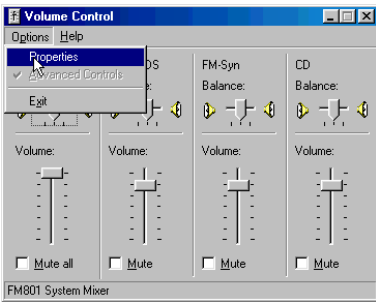 Volume Control
Options Help
Properties
Advanced Controls
Exit
OS
FM-Syn
CD
Balance:
Balance:
Volume:
Volume:
Volume:
Volume:
Mute all
Mute
Mute
Mute
FM801 System Mixer